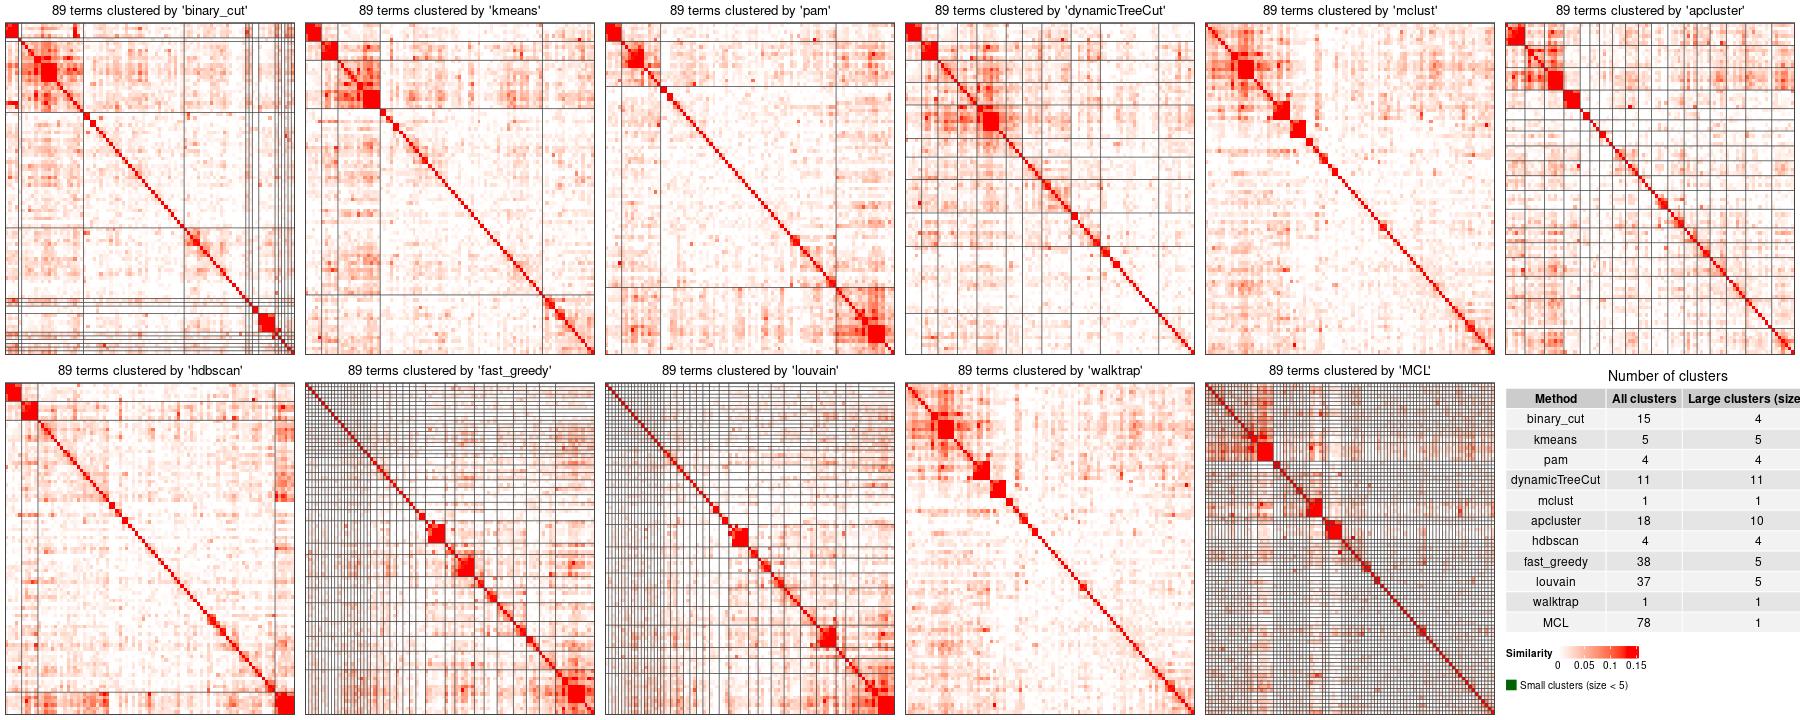 89 terms clustered by 'binary_cut'
89 terms clustered by 'kmeans'
89 terms clustered by 'pam'
89 terms clustered by 'dynamicTreeCut'
89 terms clustered by 'mclust'
89 terms clustered by 'apcluster'
89 terms clustered by 'hdbscan'
89 terms clustered by 'fast_greedy'
89 terms clustered by 'louvain'
89 terms clustered by 'walktrap'
89 terms clustered by 'MCL'
Number of clusters
Method All clusters Large clusters (size
binary_cut 15 4
kmeans 5 5
pam 4 4
dynamicTreeCut 11 11
mclust 1 1
apcluster 18 10
hdbscan 4 4
fast_greedy 38 5
louvain 37 5
walktrap 1 1
MCL 78 1
Similarity
0 0.05 0.1 0.15
Small clusters (size < 5)